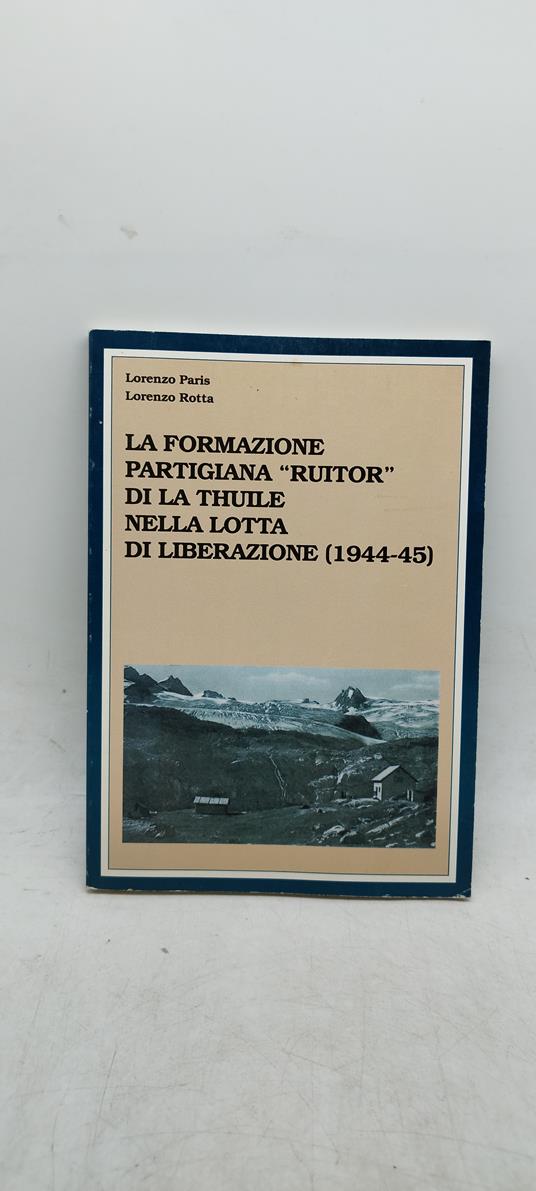 Lorenzo Paris
Lorenzo Rotta
LA FORMAZIONE
PARTIGIANA “RUITOR”
DI LA THUILE
NELLA LOTTA
DI LIBERAZIONE (1944-45)